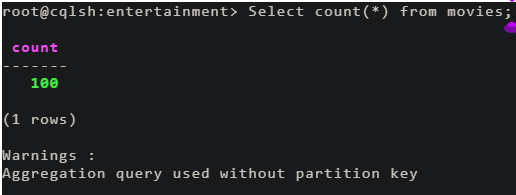 root@cqlsh:entertainment> Select count(*) from movies;
count
-------
100
(1 rows)
Warnings :
Aggregation query used without partition key